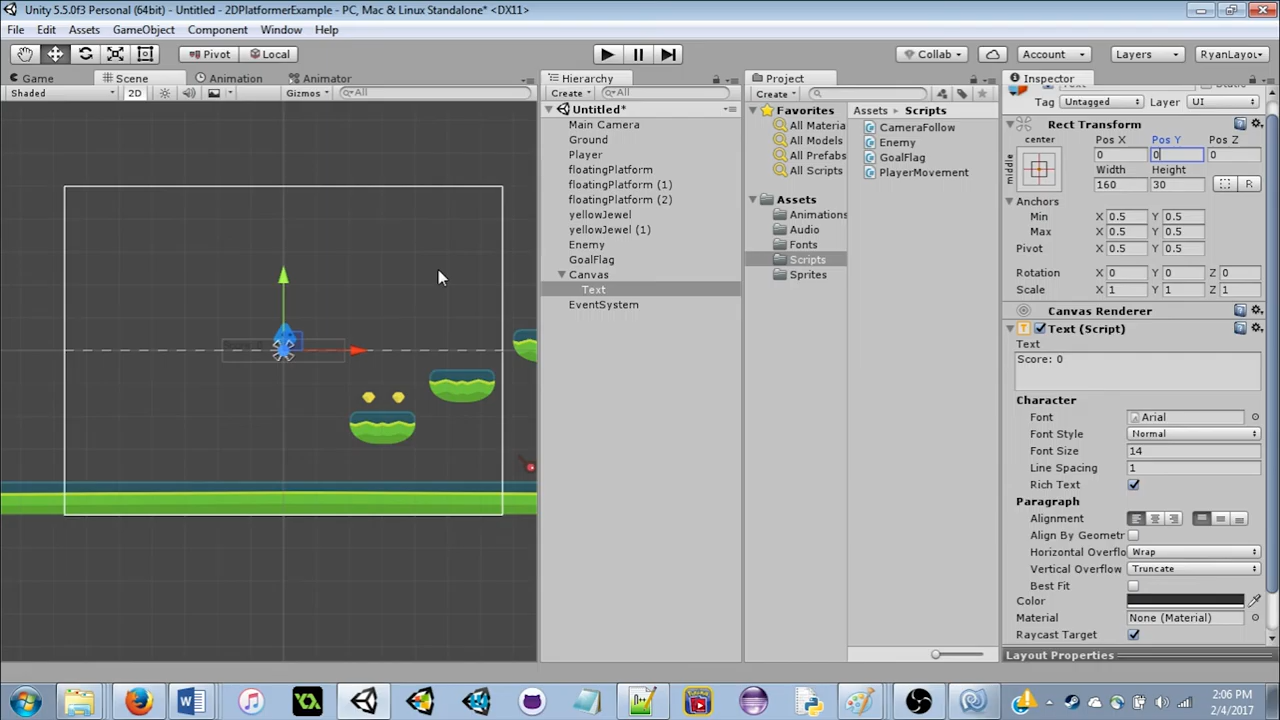 Unity 5.5.0f3 Personal (64bit) - Untitled - 2DPlatformerExample - PC, Mac & Linux Standalone* <DX11>
File Edit Assets GameObject Component Window Help
Pivot Local Collab Account Layers RyanLayou
Game Scene Animation Animator
Shaded 2D Gizmos All
Hierarchy
Create All
Untitled*
Main Camera
Ground
Player
floatingPlatform
floatingPlatform (1)
floatingPlatform (2)
yellowJewel
yellowJewel (1)
Enemy
GoalFlag
Canvas
Text
EventSystem
Project
Create
Favorites
All Materia
All Models
All Prefabs
All Scripts
Assets
Animations
Audio
Fonts
Scripts
Sprites
Assets Scripts
CameraFollow
Enemy
GoalFlag
PlayerMovement
Inspector
Tag Untagged Layer UI
Rect Transform
center Pos X Pos Y Pos Z
0 0 0
middle Width Height
160 30 R
Anchors
Min X 0.5 Y 0.5
Max X 0.5 Y 0.5
Pivot X 0.5 Y 0.5
Rotation X 0 Y 0 Z 0
Scale X 1 Y 1 Z 1
Canvas Renderer
Text (Script)
Text
Score: 0
Character
Font Arial
Font Style Normal
Font Size 14
Line Spacing 1
Rich Text
Paragraph
Alignment
Align By Geometr
Horizontal Overflo Wrap
Vertical Overflow Truncate
Best Fit
Color
Material None (Material)
Raycast Target
Layout Properties
2:06 PM
2/4/2017